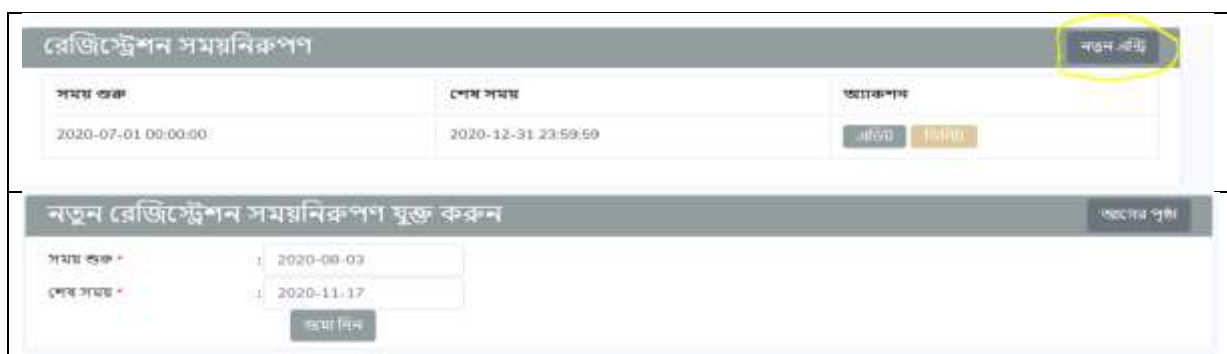 রেজিস্ট্রেশন সময়নিরুপণ নতুন এন্ট্রি
সময় শুরু শেষ সময় অ্যাকশন
2020-07-01 00:00:00 2020-12-31 23:59:59 এডিট ডিলিট
নতুন রেজিস্ট্রেশন সময়নিরুপণ যুক্ত করুন আগের পৃষ্ঠা
সময় শুরু * : 2020-08-03
শেষ সময় * : 2020-11-17
জমা দিন